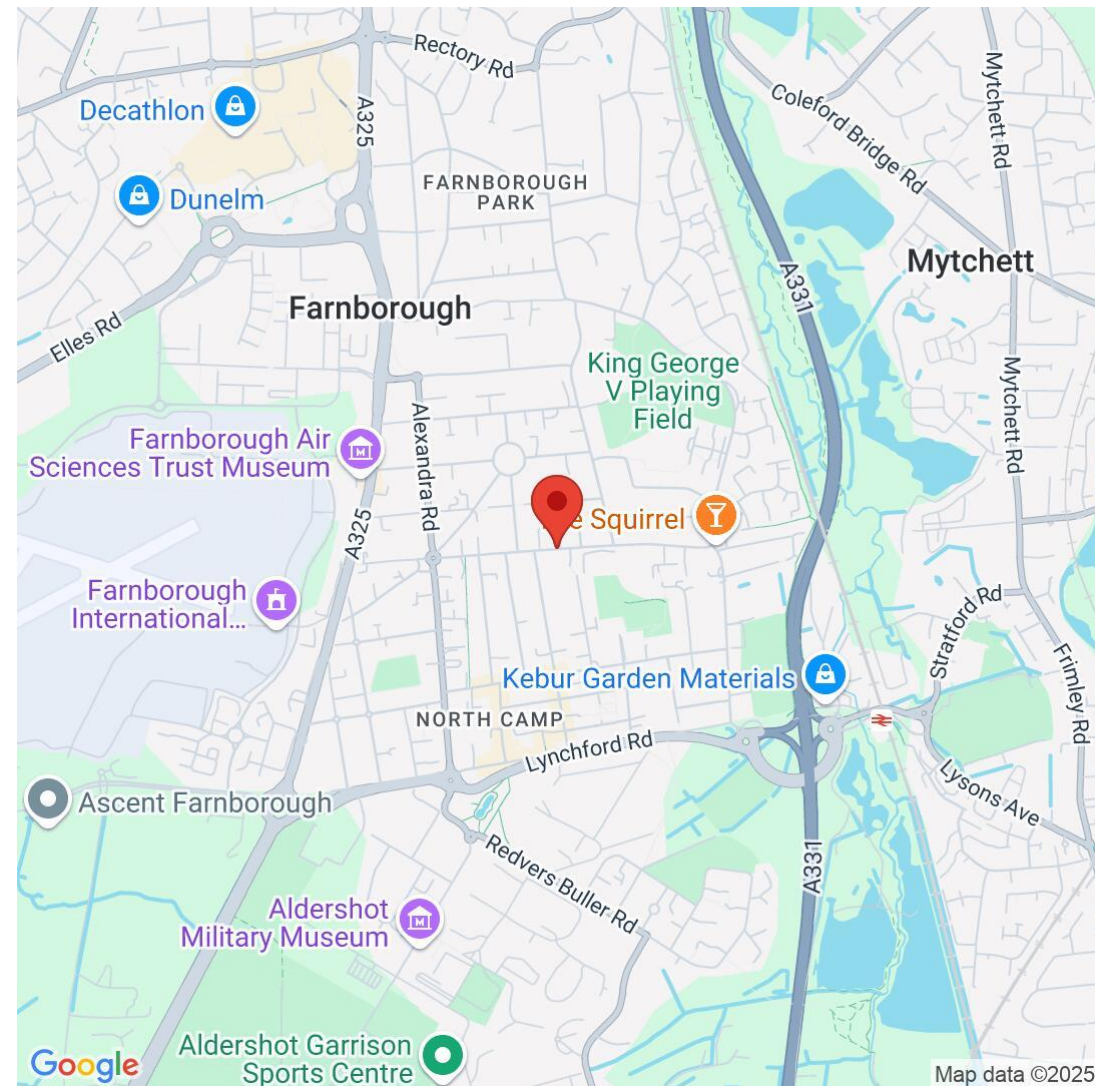 Rectory Rd
Decathlon
A325
Coleford Bridge Rd
Mytchett Rd
FARNBOROUGH
PARK
Dunelm
Mytchett
A331
Farnborough
Elles Rd
King George
V Playing
Field
Mytchett Rd
Alexandra Rd
Farnborough Air
Sciences Trust Museum
A325
Squirrel
Farnborough
International...
Stratford Rd
Kebur Garden Materials
Frimley Rd
NORTH CAMP
Lynchford Rd
Lysons Ave
Ascent Farnborough
Redvers Buller Rd
A331
Aldershot
Military Museum
Aldershot Garrison
Sports Centre
Google
Map data ©2025